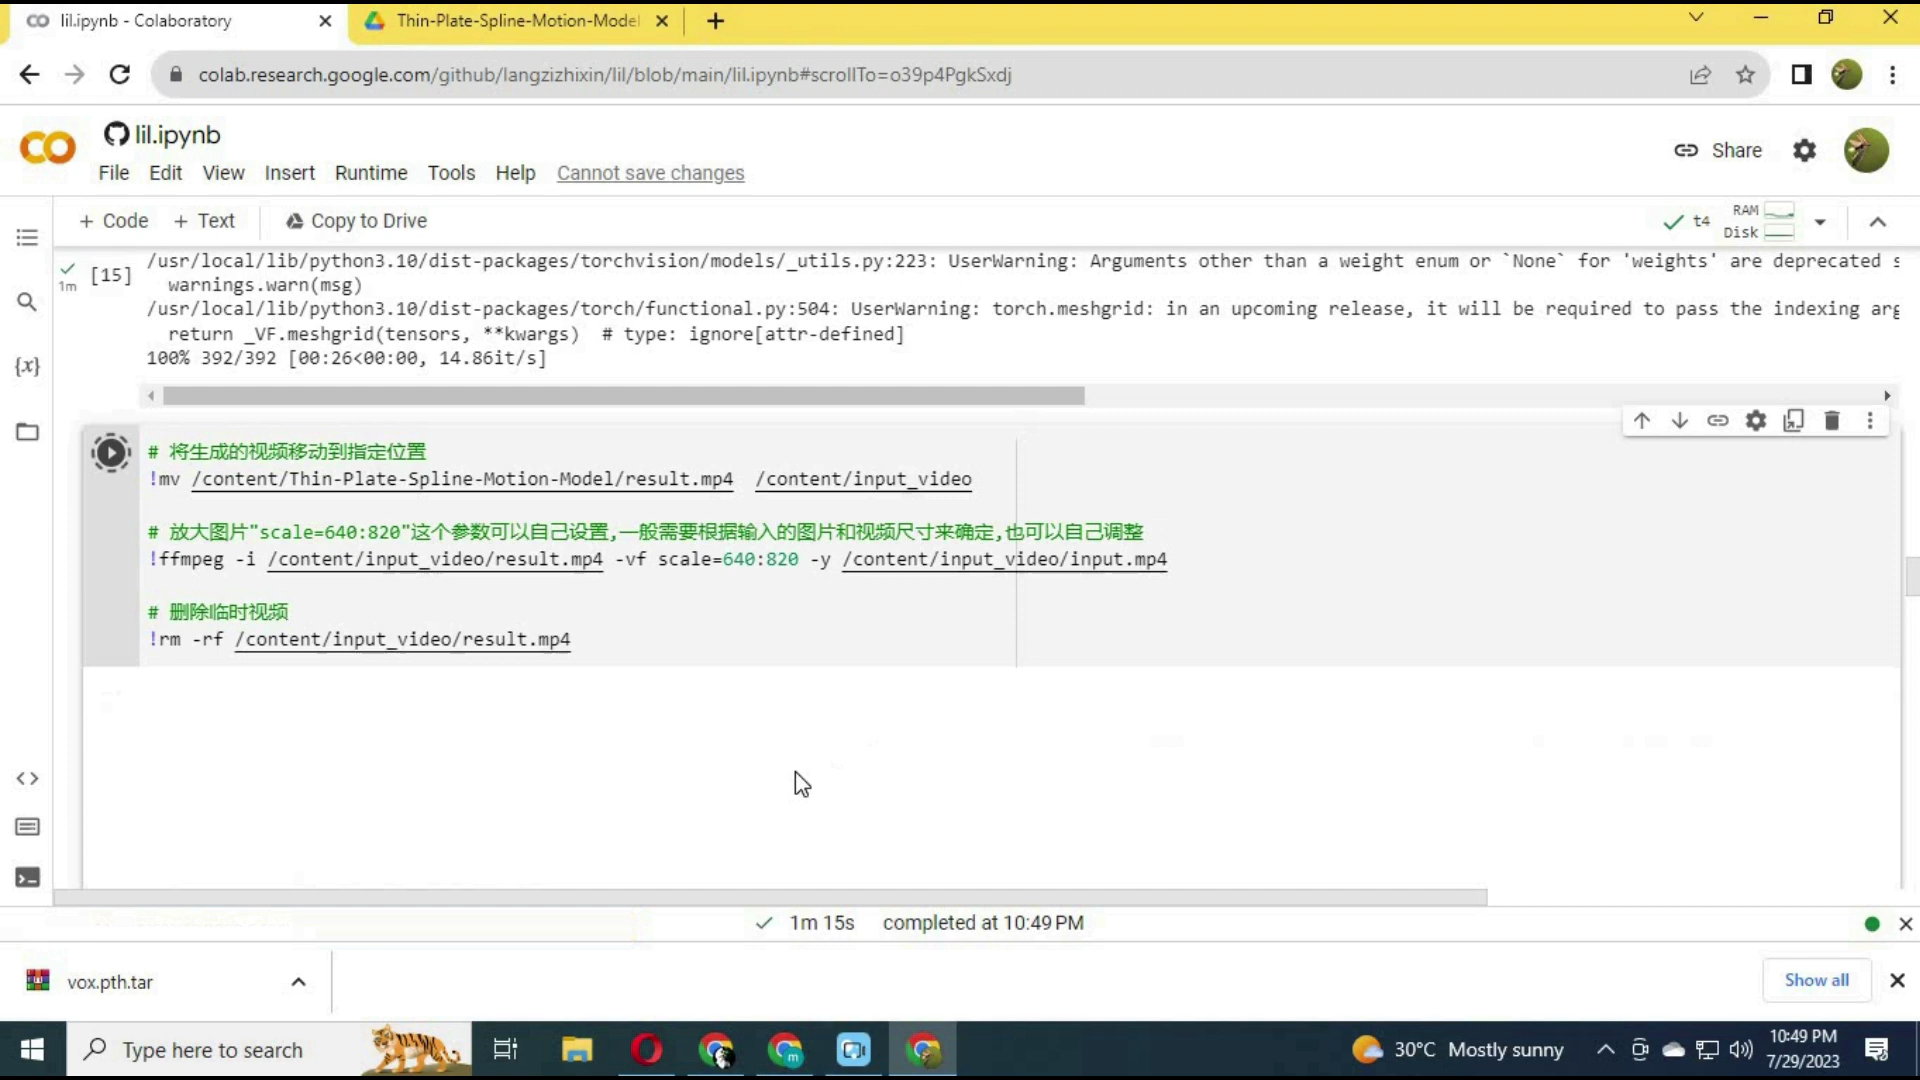 lil.ipynb - Colaboratory
Thin-Plate-Spline-Motion-Model
colab.research.google.com/github/langzizhixin/lil/blob/main/lil.ipynb#scrollTo=o39p4PgkSxdj
lil.ipynb
Share
File Edit View Insert Runtime Tools Help Cannot save changes
+ Code + Text Copy to Drive
t4 RAM
Disk
/usr/local/lib/python3.10/dist-packages/torchvision/models/_utils.py:223: UserWarning: Arguments other than a weight enum or `None` for 'weights' are deprecated s
1m [15] warnings.warn(msg)
/usr/local/lib/python3.10/dist-packages/torch/functional.py:504: UserWarning: torch.meshgrid: in an upcoming release, it will be required to pass the indexing arg
return _VF.meshgrid(tensors, **kwargs)  # type: ignore[attr-defined]
100% 392/392 [00:26<00:00, 14.86it/s]
{x}
# 将生成的视频移动到指定位置
!mv /content/Thin-Plate-Spline-Motion-Model/result.mp4  /content/input_video
# 放大图片"scale=640:820"这个参数可以自己设置,一般需要根据输入的图片和视频尺寸来确定,也可以自己调整
!ffmpeg -i /content/input_video/result.mp4 -vf scale=640:820 -y /content/input_video/input.mp4
# 删除临时视频
!rm -rf /content/input_video/result.mp4
1m 15s completed at 10:49 PM
vox.pth.tar
Show all
Type here to search
30°C Mostly sunny
10:49 PM
7/29/2023